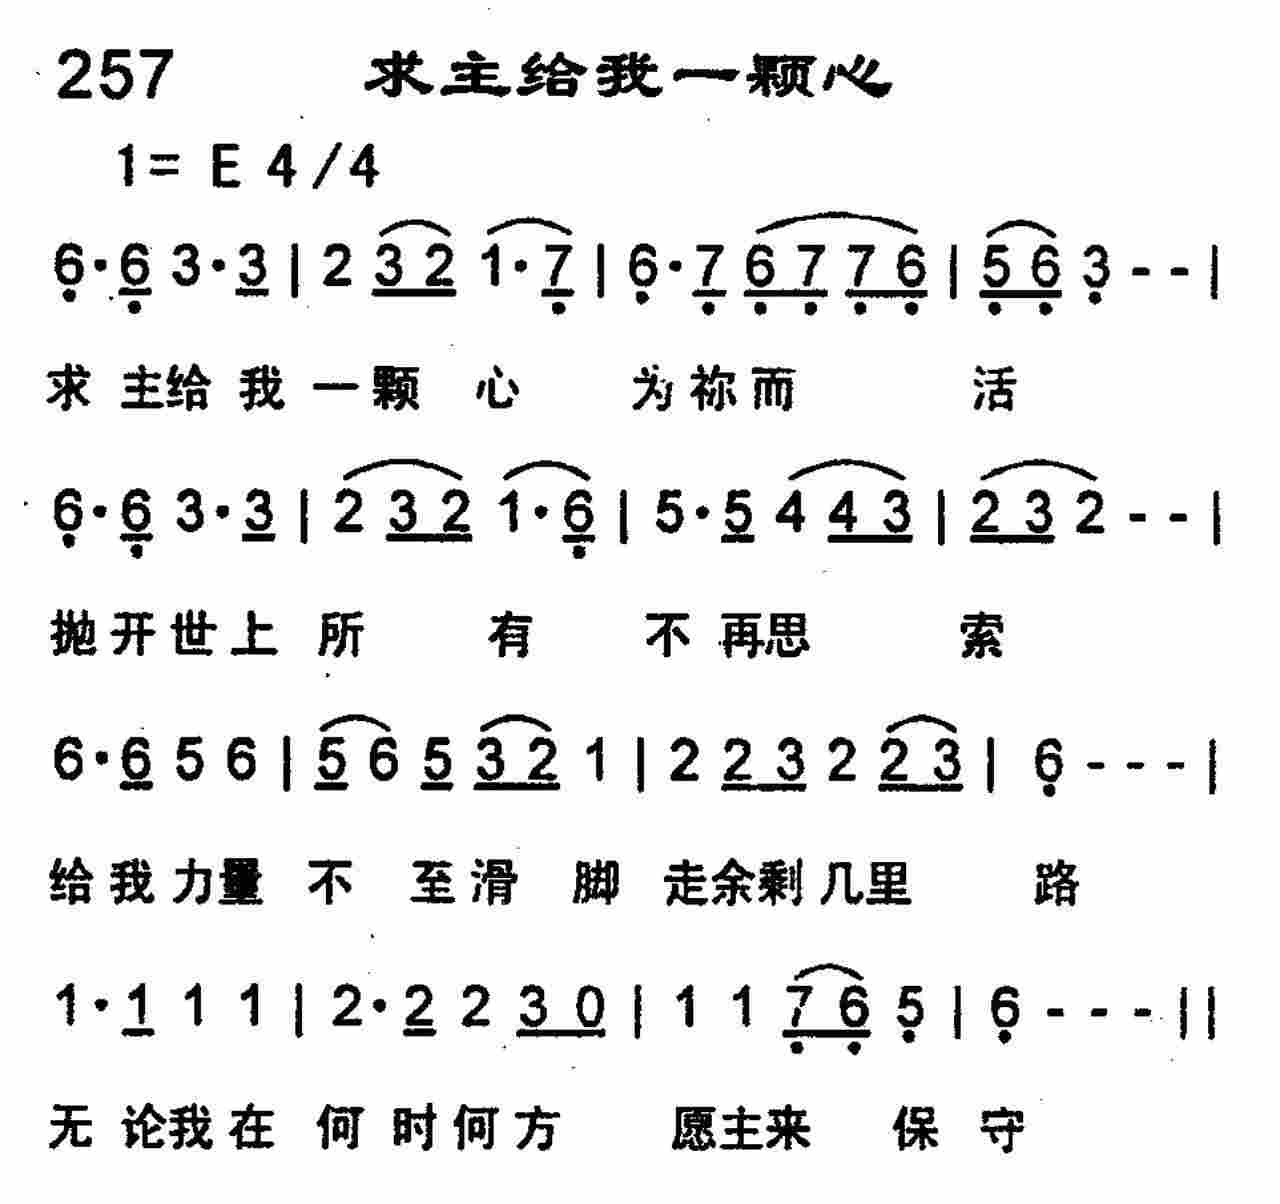 257 求主给我一颗心
1= E 4/4
6·6 3·3 | 2 3 2 1·7 | 6·7 6 7 7 6 | 5 6 3 - - |
求 主给 我 一 颗 心 为 祢 而 活
6·6 3·3 | 2 3 2 1·6 | 5·5 4 4 3 | 2 3 2 - - |
抛 开 世 上 所 有 不 再思 索
6·6 5 6 | 5 6 5 3 2 1 | 2 2 3 2 2 3 | 6 - - - |
给 我 力量 不 至 滑 脚 走余剩 几里 路
1·1 1 1 | 2·2 2 3 0 | 1 1 7 6 5 | 6 - - - ||
无 论我 在 何 时 何 方 愿主来 保 守